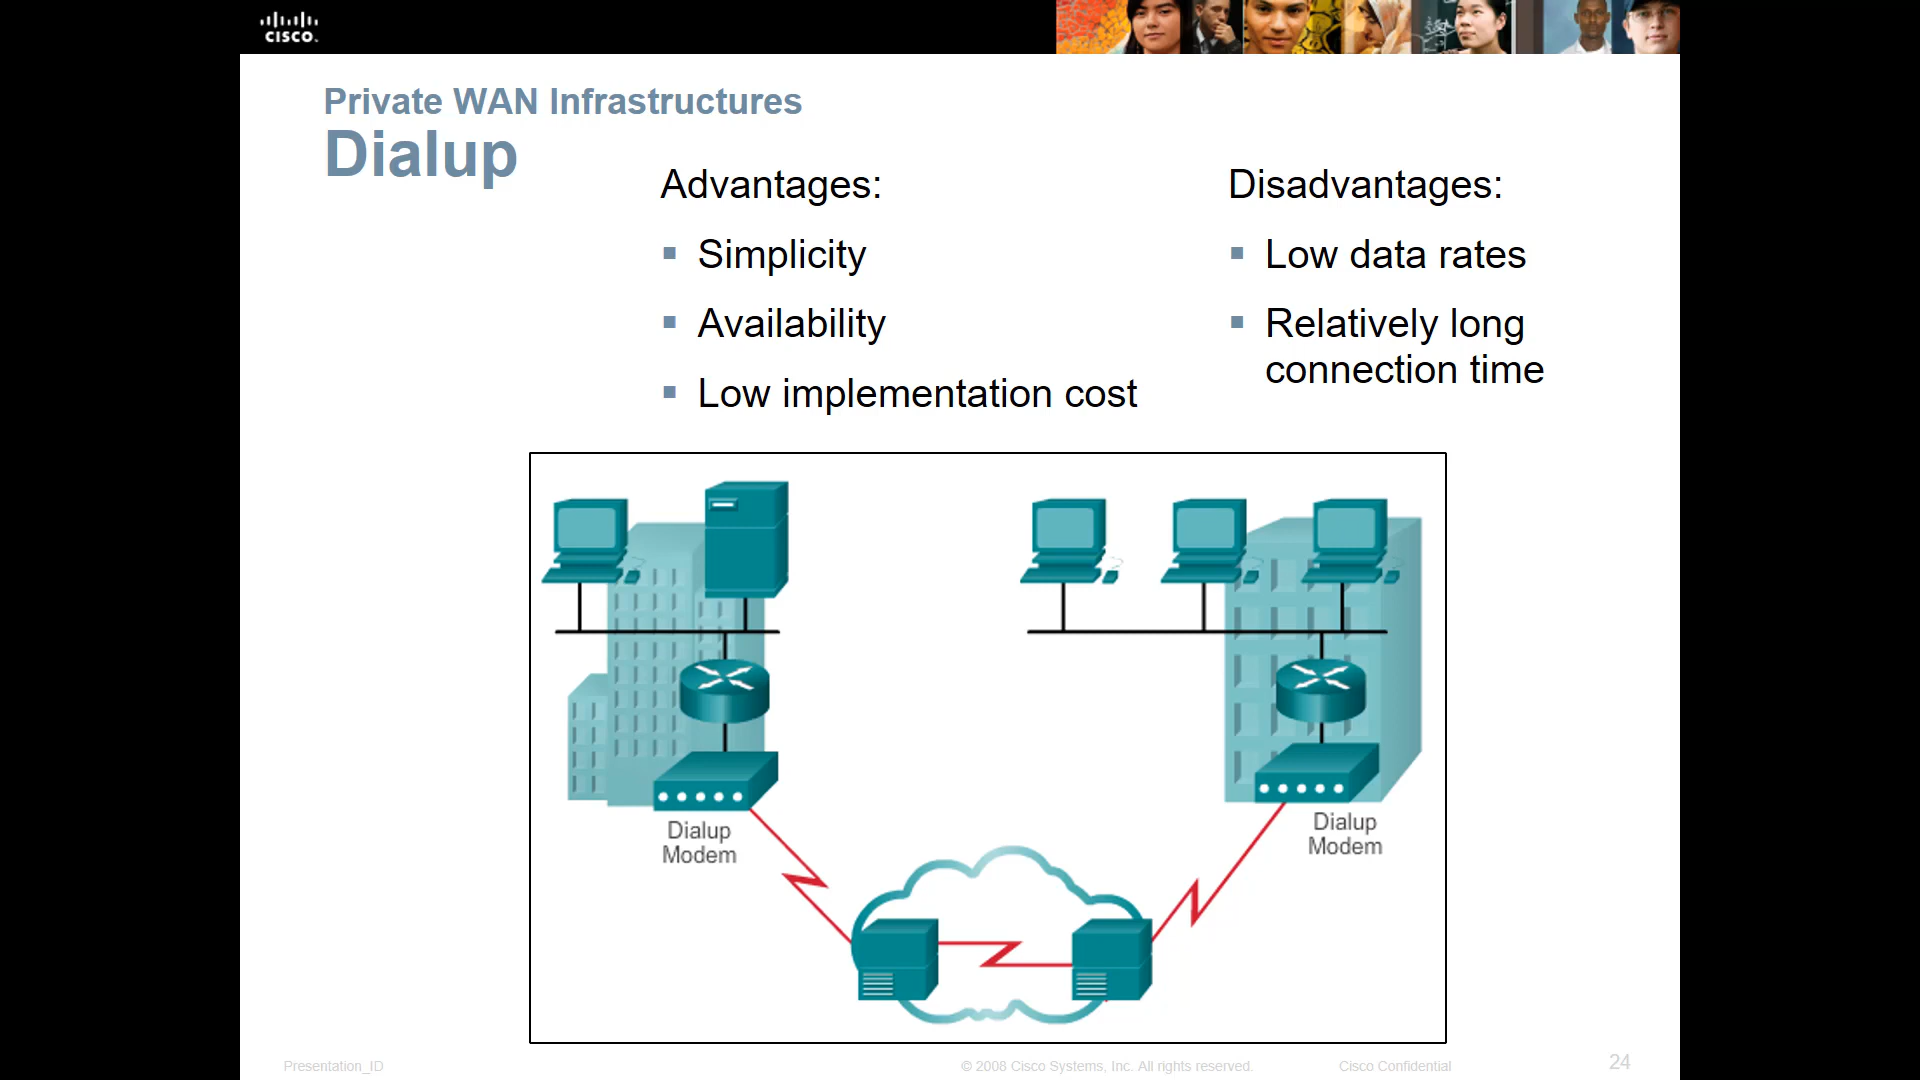 CISCO.
Private WAN Infrastructures
Dialup
Advantages:
Simplicity
Availability
Low implementation cost
Disadvantages:
Low data rates
Relatively long
connection time
Dialup
Modem
Dialup
Modem
Presentation_ID
© 2008 Cisco Systems, Inc. All rights reserved.
Cisco Confidential
24